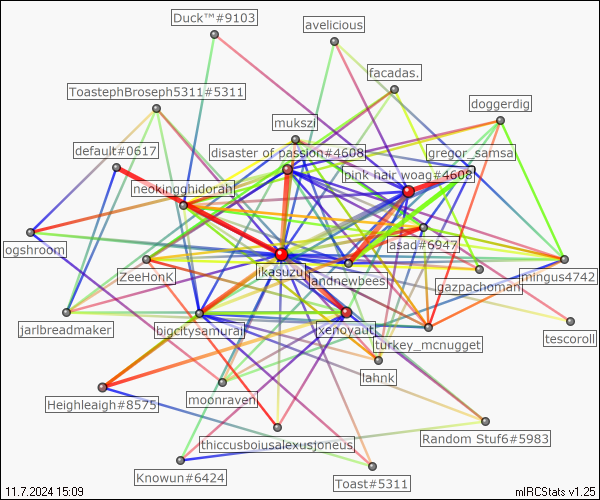 Duck™#9103
avelicious
facadas.
ToastephBroseph5311#5311
doggerdig
mukszi
default#0617
disaster of passion#4608
gregor_samsa
pink hair woag#4608
neokingghidorah
asad#6947
ogshroom
ZeeHonk
ikasuzu
andnewbees
gazpachoman
mingus4742
jarlbreadmaker
bigcitysamurai
xenoyaut
turkey_mcnugget
tescoroll
lahnk
Heighleaigh#8575
moonraven
thiccusboiusalexusjoneus
Random Stuf6#5983
Knowun#6424
Toast#5311
11.7.2024 15:09
mIRCStats v1.25